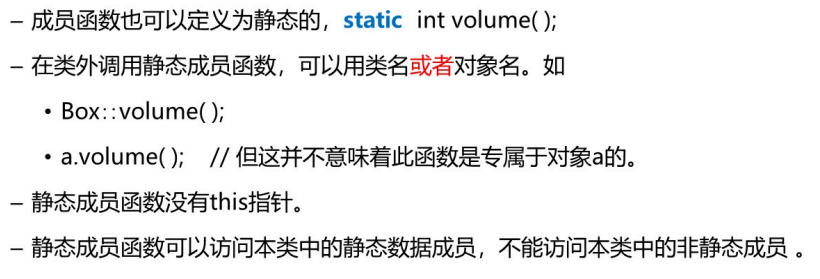 – 成员函数也可以定义为静态的，static int volume( );
– 在类外调用静态成员函数，可以用类名或者对象名。如
• Box::volume( );
• a.volume( ); // 但这并不意味着此函数是专属于对象a的。
– 静态成员函数没有this指针。
– 静态成员函数可以访问本类中的静态数据成员，不能访问本类中的非静态成员 。